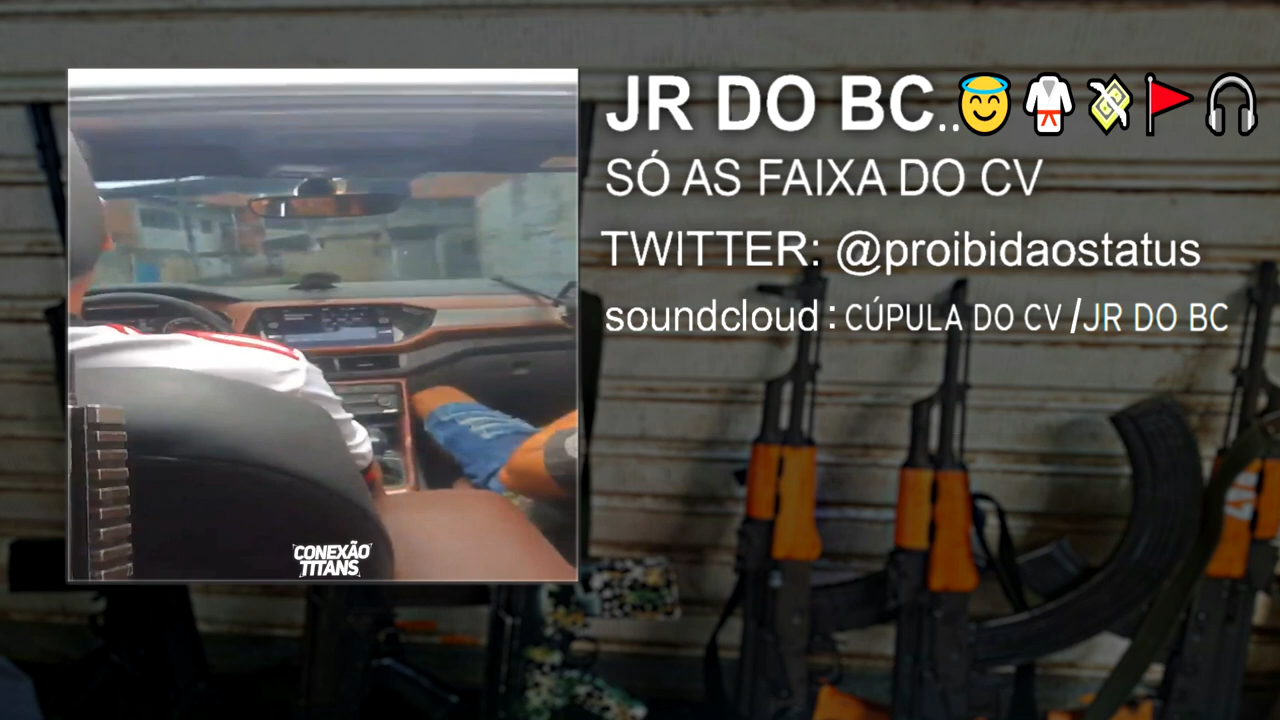 JR DO BC..😇🥋💸🚩🎧
SÓ AS FAIXA DO CV
TWITTER: @proibidaostatus
soundcloud : CÚPULA DO CV / JR DO BC
CONEXÃO
TITANS